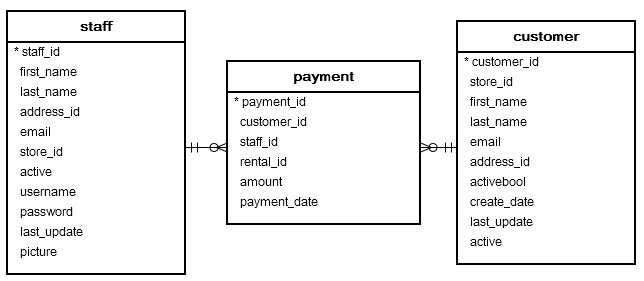 staff
* staff_id
first_name
last_name
address_id
email
store_id
active
username
password
last_update
picture
payment
* payment_id
customer_id
staff_id
rental_id
amount
payment_date
customer
* customer_id
store_id
first_name
last_name
email
address_id
activebool
create_date
last_update
active